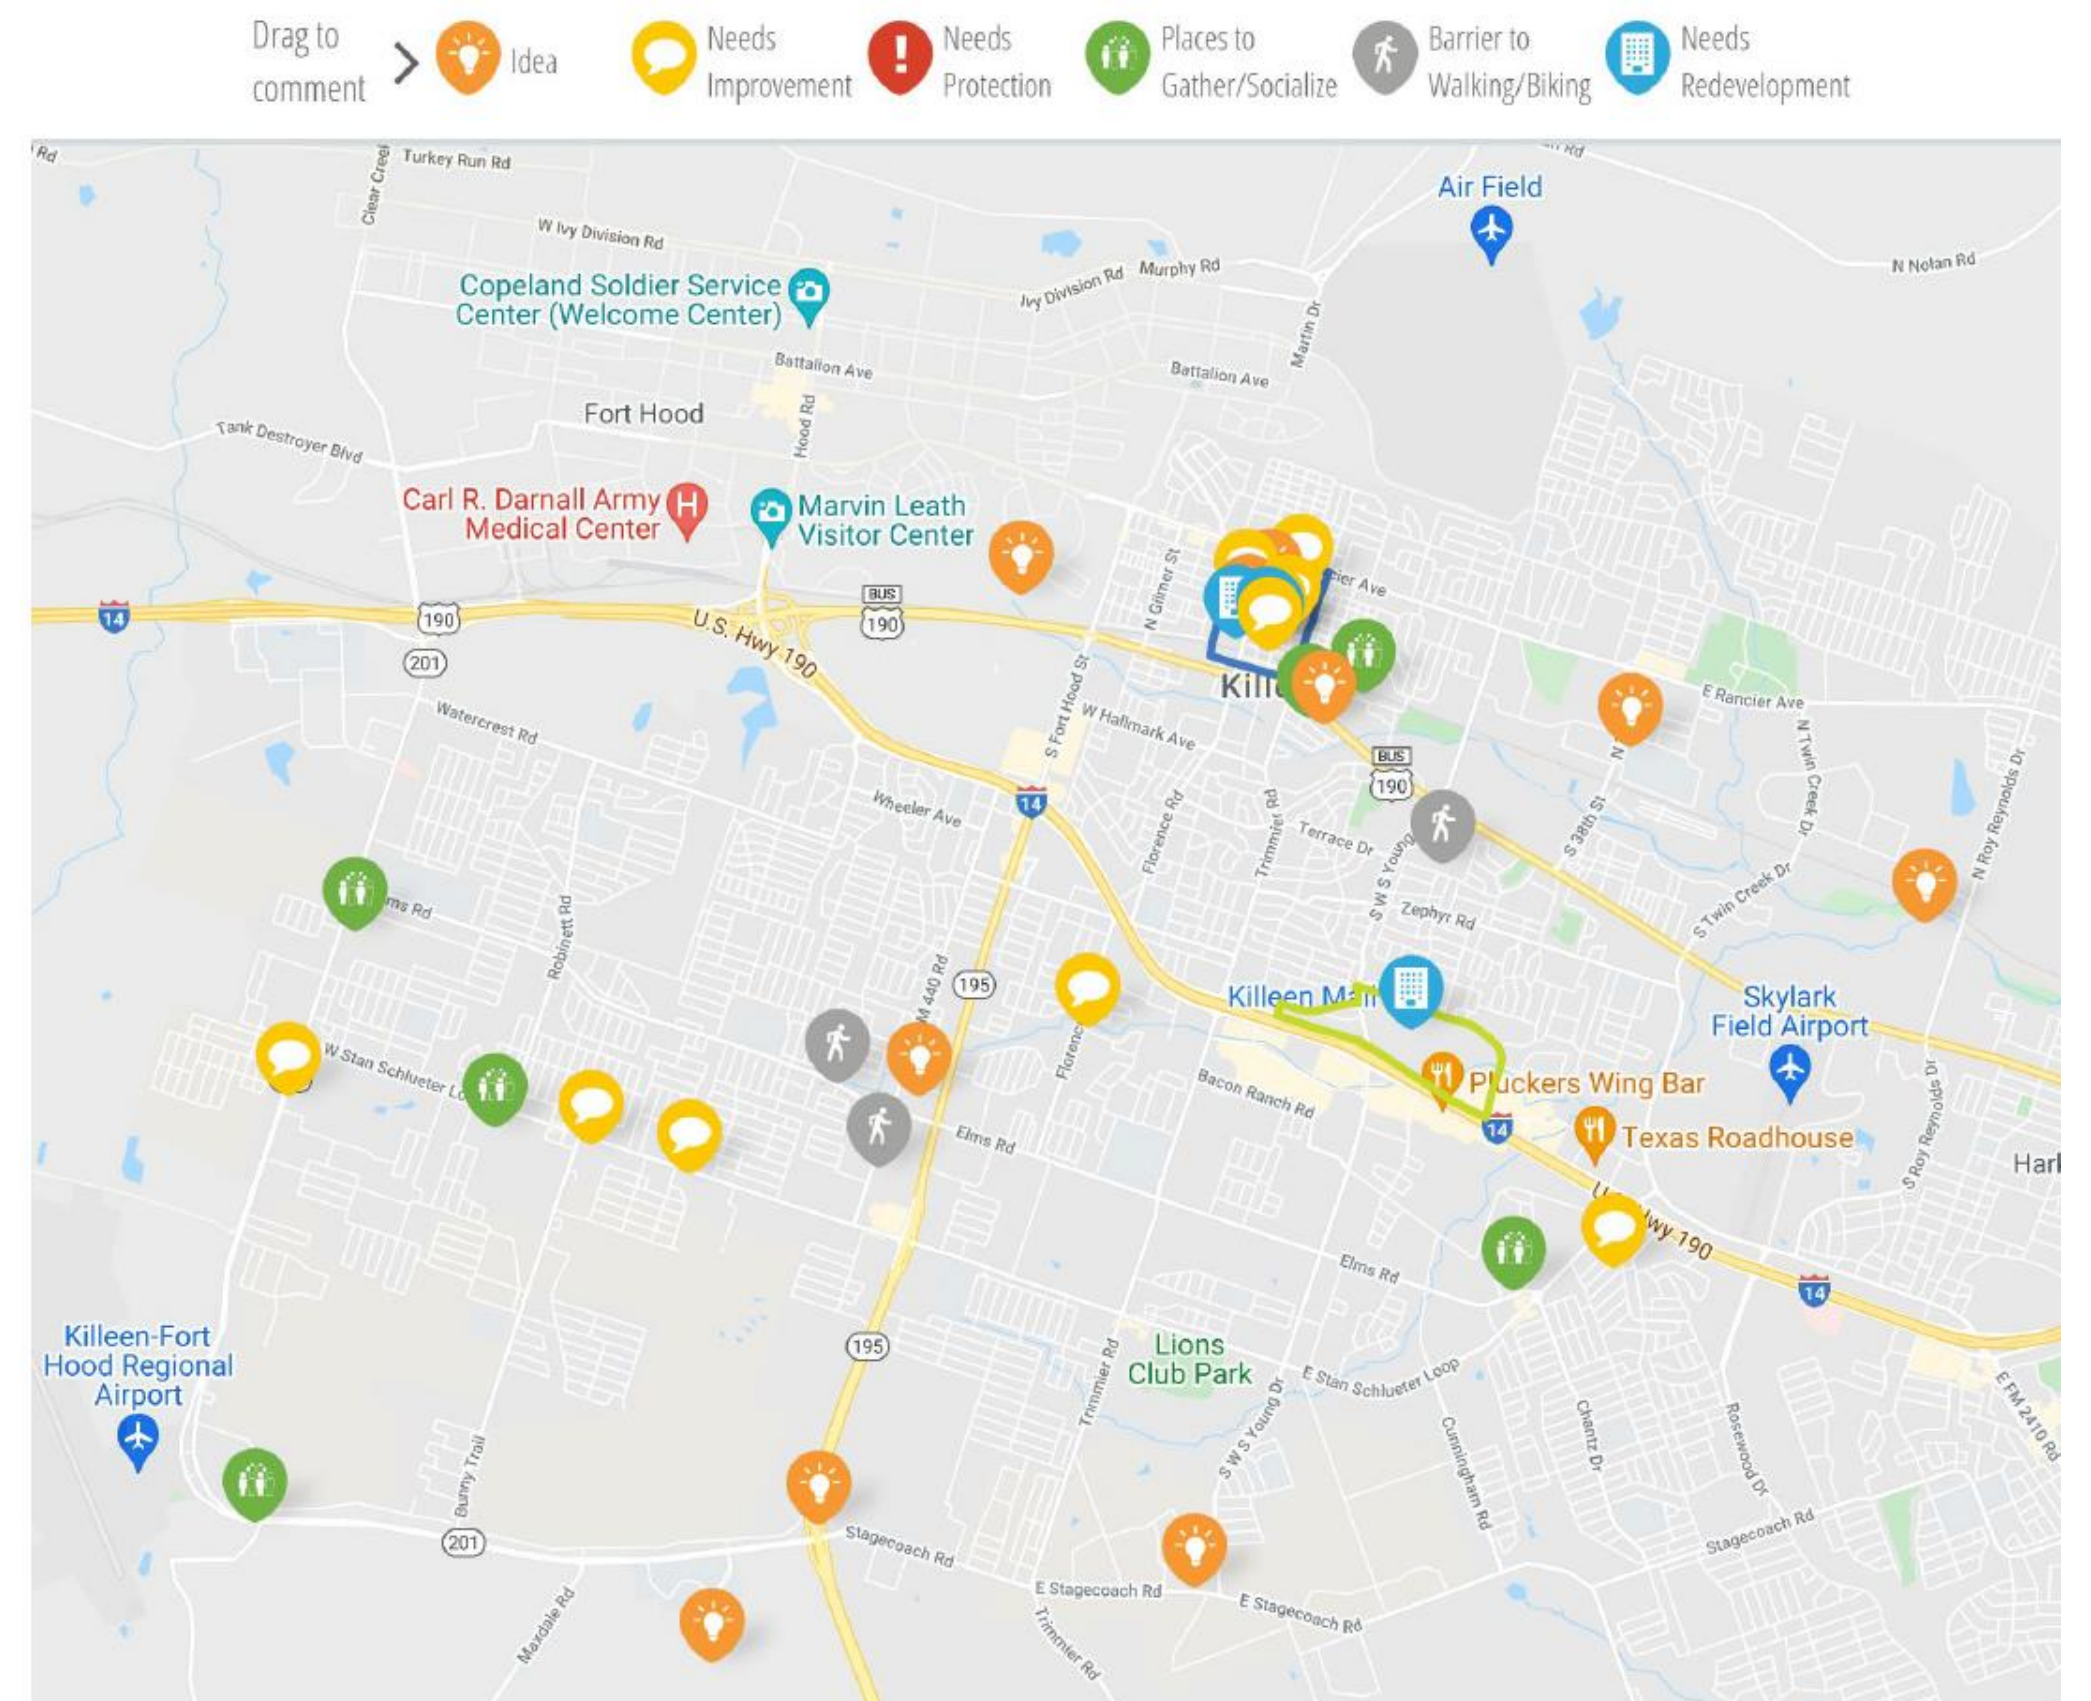 Drag to
comment
Idea
Needs
Improvement
Needs
Protection
Places to
Gather/Socialize
Barrier to
Walking/Biking
Needs
Redevelopment
Rd
Turkey Run Rd
Rd
Air Field
W Ivy Division Rd
N Nolan Rd
Murphy Rd
Ivy Division Rd
Copeland Soldier Service
Center (Welcome Center)
Martin Dr
Battalion Ave
Battalion Ave
Fort Hood
Hood Rd
Tank Destroyer Blvd
Carl R. Darnall Army
Medical Center
H
Marvin Leath
Visitor Center
N Gilmer St
Ave
BUS
190
14
190
201
U.S. Hwy 190
S Fort Hood St
E Rancier Ave
W Hallmark Ave
Watercrest Rd
N Twin Creek Dr
N Roy Reynolds Dr
BUS
190
14
Wheeler Ave
Florence Rd
Trimmier Rd
Terrace Dr
S 38th St
S W S Young
Zephyr Rd
S Twin Creek Dr
Rd
Robinett Rd
195
Killeen
Skylark
Field Airport
W Stan Schlueter
Bacon Ranch Rd
Pluckers Wing Bar
14
Texas Roadhouse
Elms Rd
S Roy Reynolds Dr
Hwy 190
Elms Rd
14
Killeen-Fort
Hood Regional
Airport
195
Lions
Club Park
Trimmier Rd
E Stan Schlueter Loop
S W S Young Dr
E FM 2410 Rd
Chantz Dr
Rosewood Dr
Cunningham Rd
Bunny Trail
201
Stagecoach Rd
Stagecoach Rd
E Stagecoach Rd
E Stagecoach Rd
Maxdale Rd
Trimmier Rd